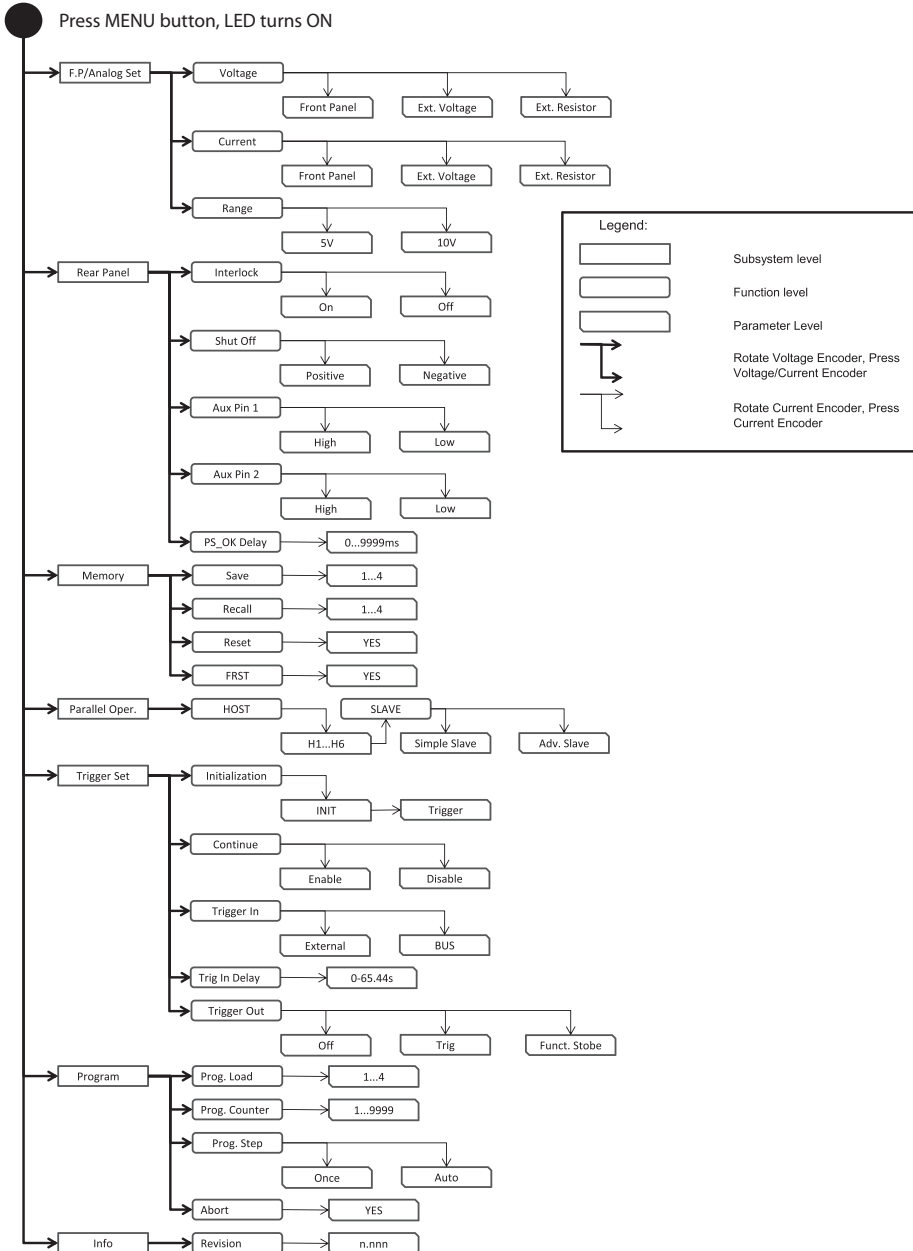 Press MENU button, LED turns ON
F.P/Analog Set
Voltage
Front Panel
Ext. Voltage
Ext. Resistor
Current
Front Panel
Ext. Voltage
Ext. Resistor
Range
5V
10V
Legend:
Subsystem level
Function level
Parameter Level
Rotate Voltage Encoder, Press
Voltage/Current Encoder
Rotate Current Encoder, Press
Current Encoder
Rear Panel
Interlock
On
Off
Shut Off
Positive
Negative
Aux Pin 1
High
Low
Aux Pin 2
High
Low
PS_OK Delay
0...9999ms
Memory
Save
1...4
Recall
1...4
Reset
YES
FRST
YES
Parallel Oper.
HOST
SLAVE
H1...H6
Simple Slave
Adv. Slave
Trigger Set
Initialization
INIT
Trigger
Continue
Enable
Disable
Trigger In
External
BUS
Trig In Delay
0-65.44s
Trigger Out
Off
Trig
Funct. Stobe
Program
Prog. Load
1...4
Prog. Counter
1...9999
Prog. Step
Once
Auto
Abort
YES
Info
Revision
n.nnn